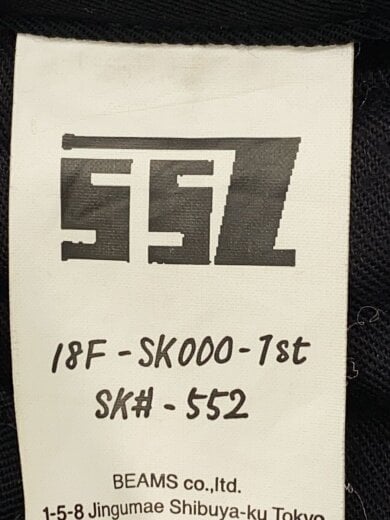 SSZ
18F-SK000-1st
SK#-552
BEAMS co.,ltd.
1-5-8 Jingumae Shibuya-ku Tokyo